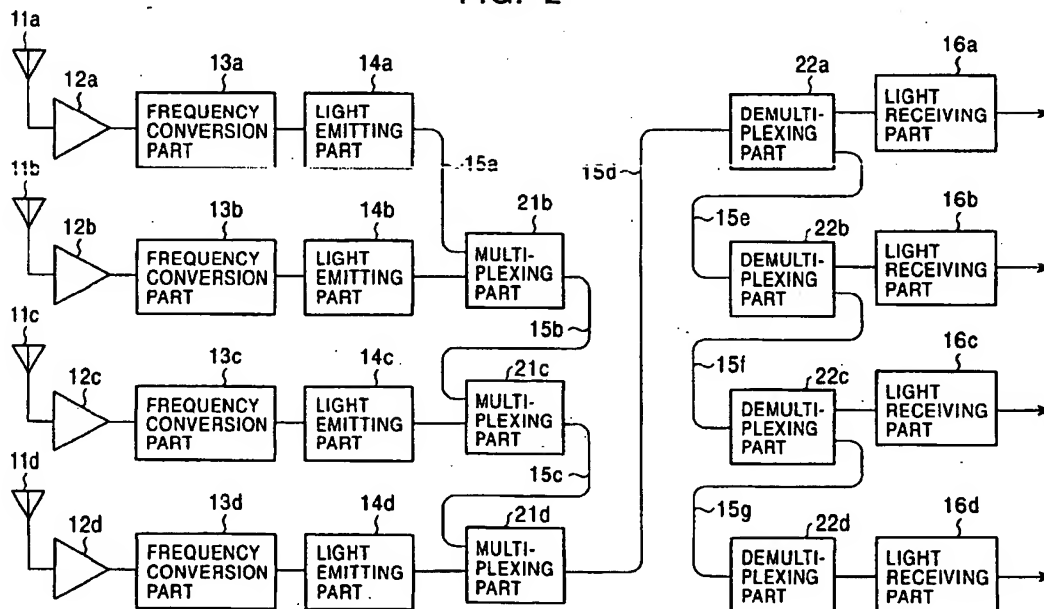 FIG. 2
11a
12a
13a
FREQUENCY
CONVERSION
PART
14a
LIGHT
EMITTING
PART
15a
15d
22a
DEMULTI-
PLEXING
PART
16a
LIGHT
RECEIVING
PART
11b
12b
13b
FREQUENCY
CONVERSION
PART
14b
LIGHT
EMITTING
PART
21b
MULTI-
PLEXING
PART
15b
15e
22b
DEMULTI-
PLEXING
PART
16b
LIGHT
RECEIVING
PART
11c
12c
13c
FREQUENCY
CONVERSION
PART
14c
LIGHT
EMITTING
PART
21c
MULTI-
PLEXING
PART
15c
15f
22c
DEMULTI-
PLEXING
PART
16c
LIGHT
RECEIVING
PART
11d
12d
13d
FREQUENCY
CONVERSION
PART
14d
LIGHT
EMITTING
PART
21d
MULTI-
PLEXING
PART
15g
22d
DEMULTI-
PLEXING
PART
16d
LIGHT
RECEIVING
PART